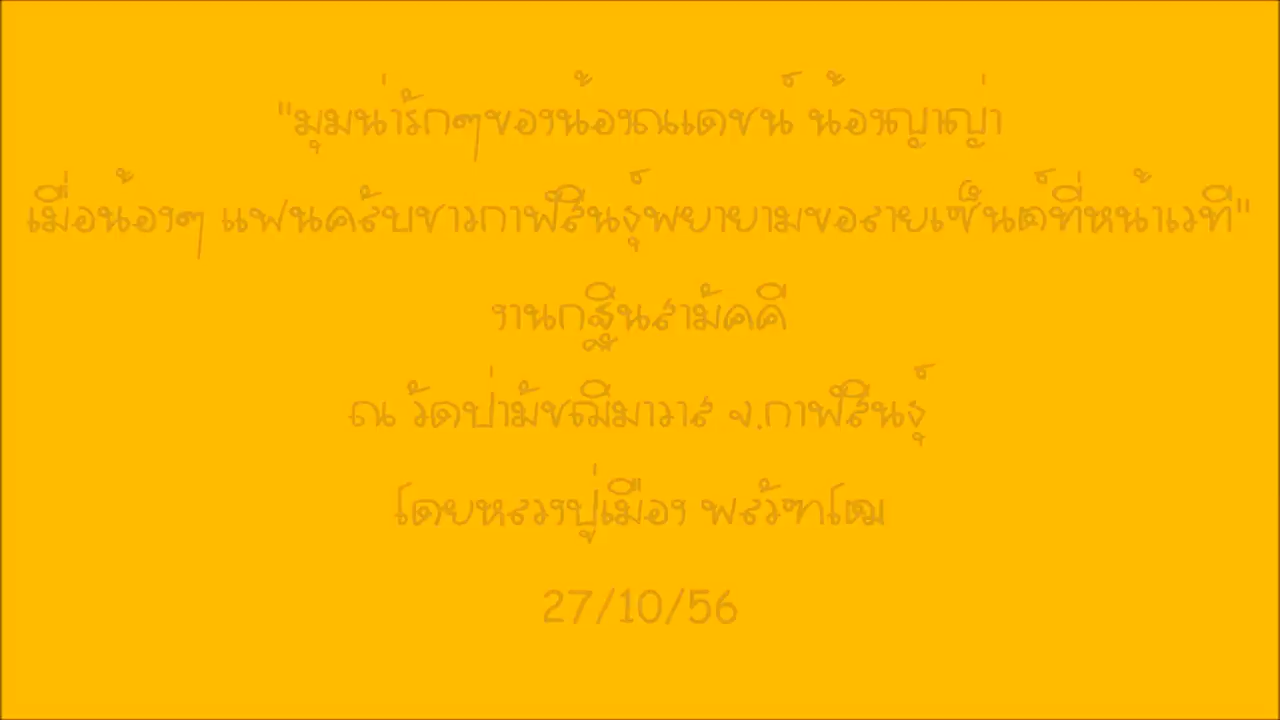 "มุมน่ารักๆของน้องณเดชน์ น้องญาญ่า
เมื่อน้องๆ แฟนคลับชาวกาฬสินธุ์พยายามขอลายเซ็นต์ที่หน้าเวที"
งานกฐินสามัคคี
ณ วัดป่ามัชฌิมาวาส จ.กาฬสินธุ์
โดยหลวงปู่เมือง พลวัฑฒโฒ
27/10/56